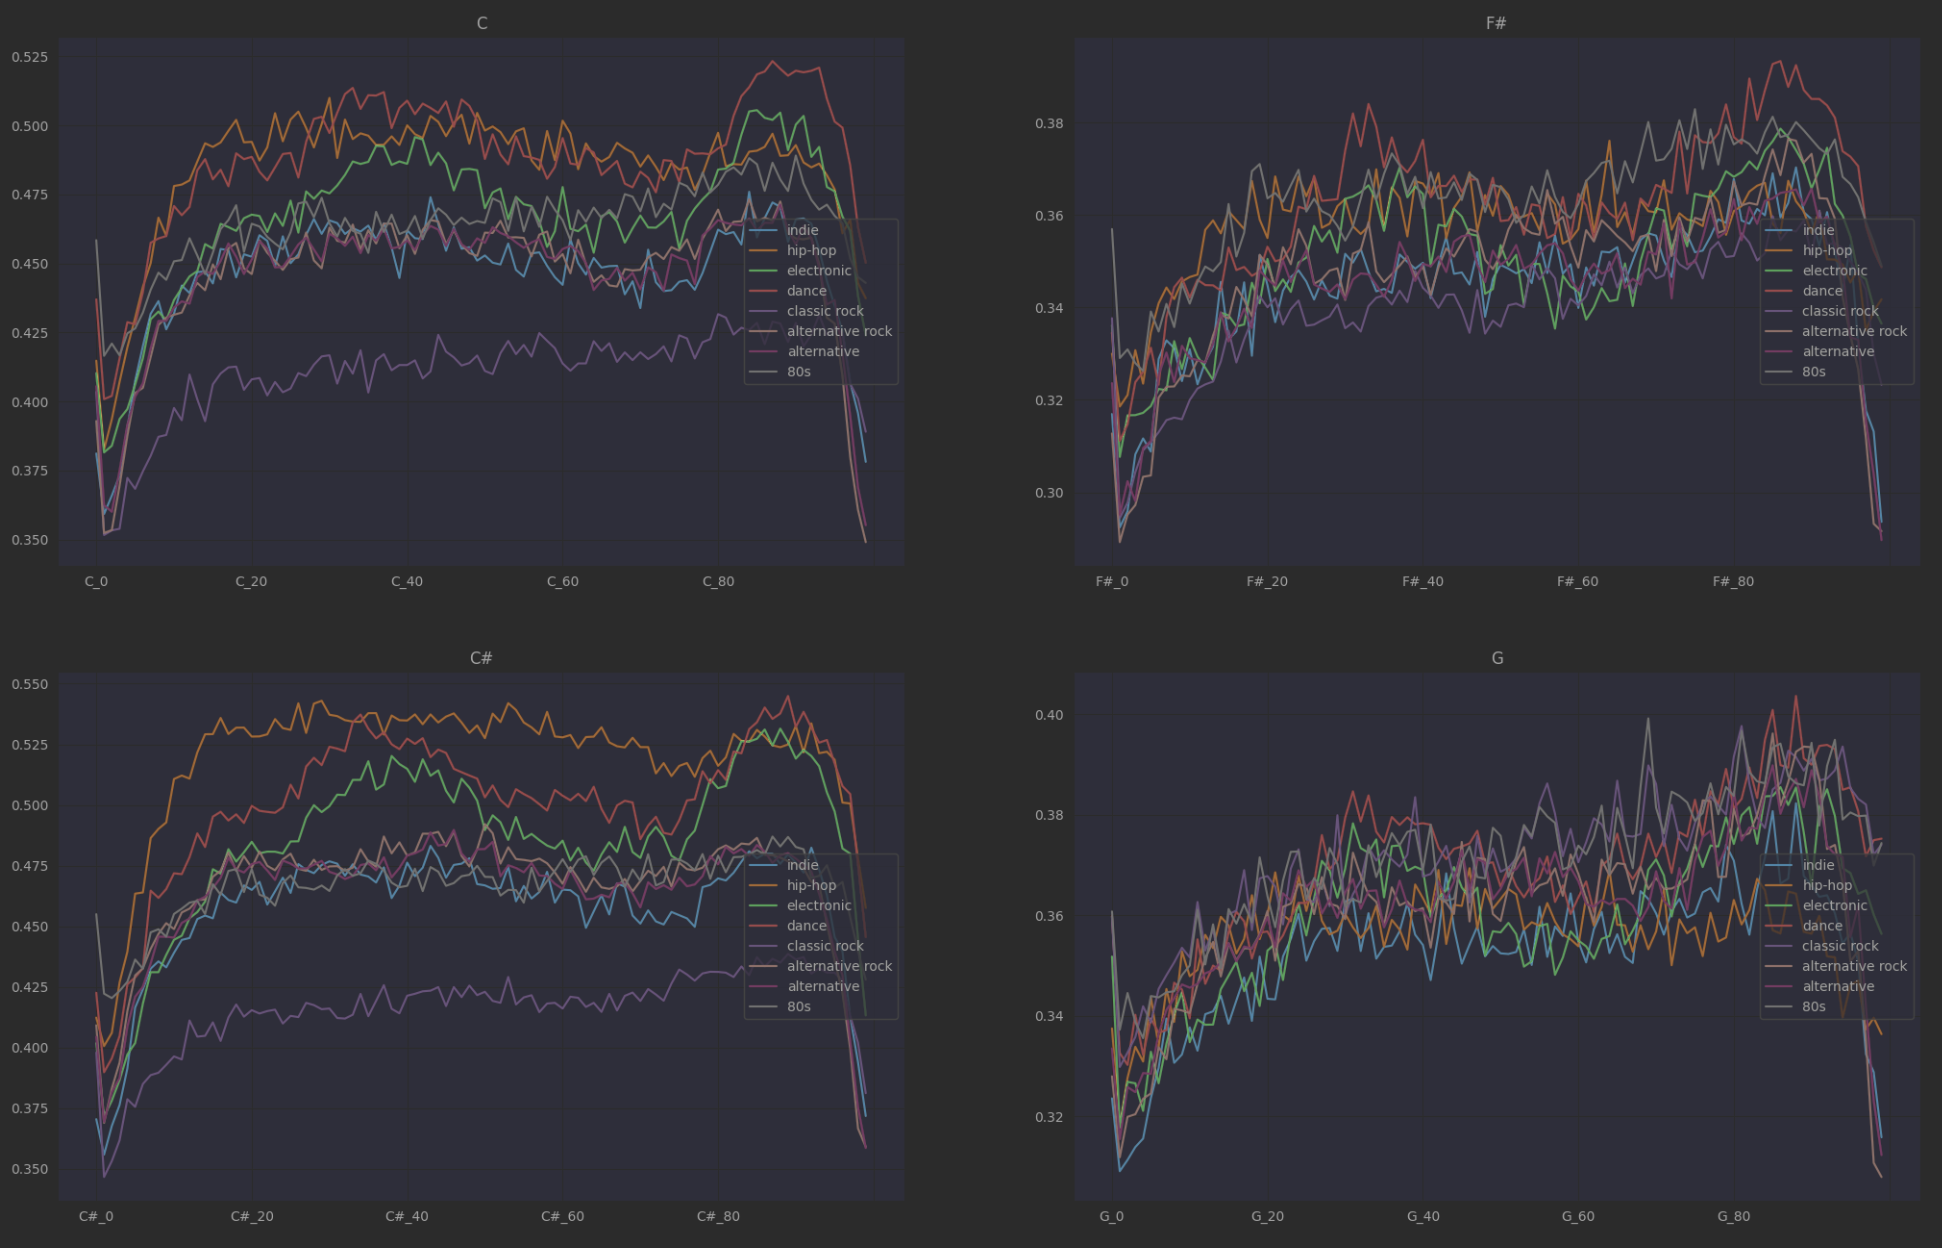 C
0.525
0.500
0.475
0.450
0.425
0.400
0.375
0.350
C_0 C_20 C_40 C_60 C_80
indie
hip-hop
electronic
dance
classic rock
alternative rock
alternative
80s
F#
0.38
0.36
0.34
0.32
0.30
F#_0 F#_20 F#_40 F#_60 F#_80
indie
hip-hop
electronic
dance
classic rock
alternative rock
alternative
80s
C#
0.550
0.525
0.500
0.475
0.450
0.425
0.400
0.375
0.350
C#_0 C#_20 C#_40 C#_60 C#_80
indie
hip-hop
electronic
dance
classic rock
alternative rock
alternative
80s
G
0.40
0.38
0.36
0.34
0.32
G_0 G_20 G_40 G_60 G_80
indie
hip-hop
electronic
dance
classic rock
alternative rock
alternative
80s